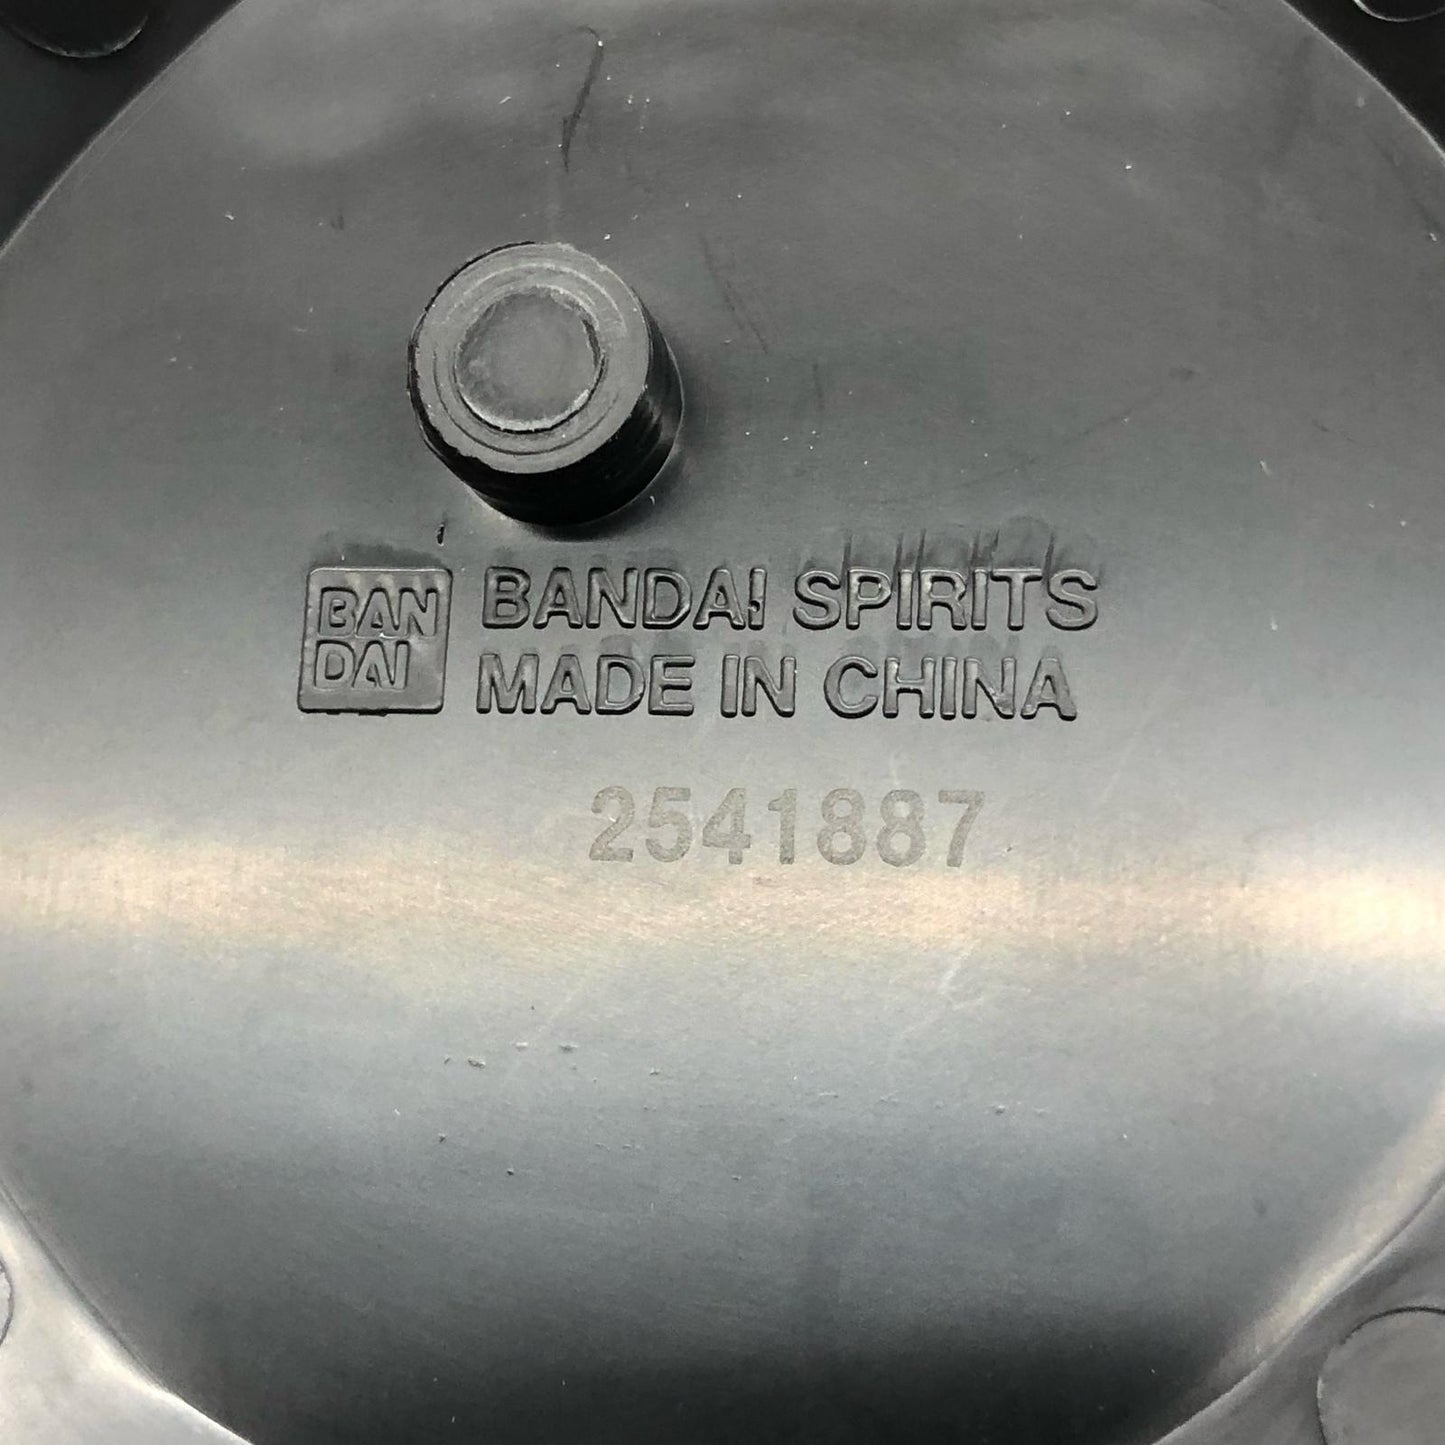 BAN
DAI
BANDAI SPIRITS
MADE IN CHINA
2541887